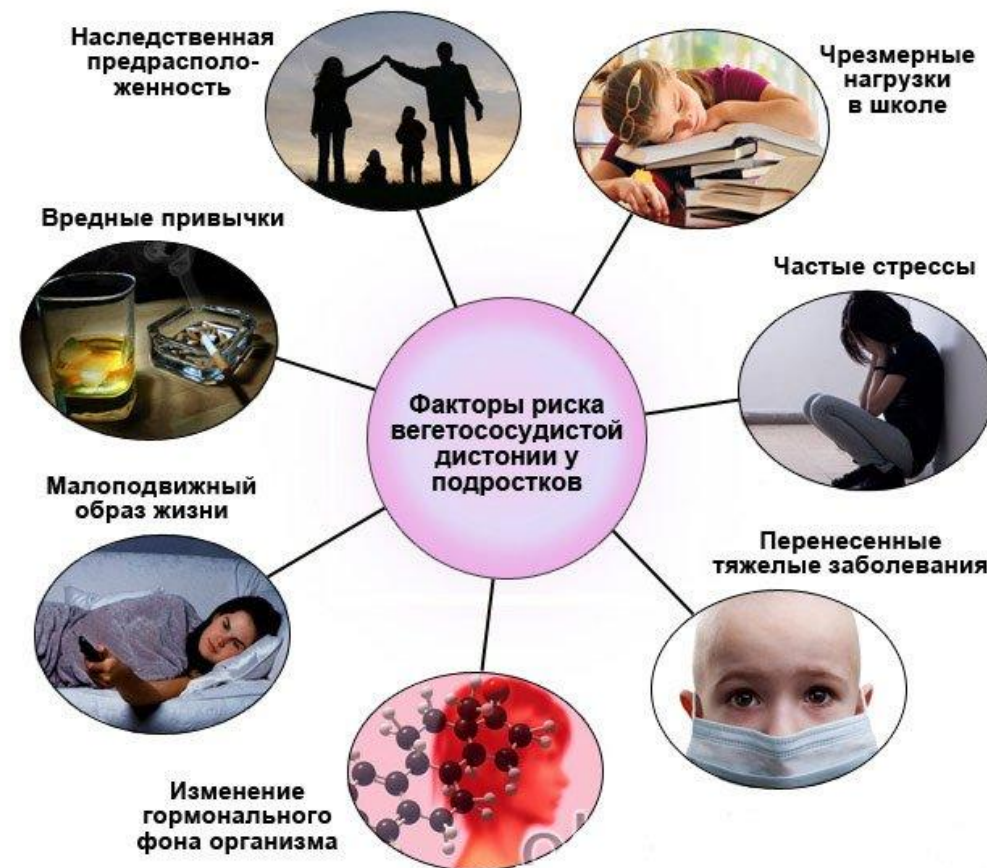 Наследственная
предрасполо-
женность
Чрезмерные
нагрузки
в школе
Вредные привычки
Частые стрессы
Факторы риска
вегетососудистой
дистонии у
подростков
Малоподвижный
образ жизни
Перенесенные
тяжелые заболевания
Изменение
гормонального
фона организма